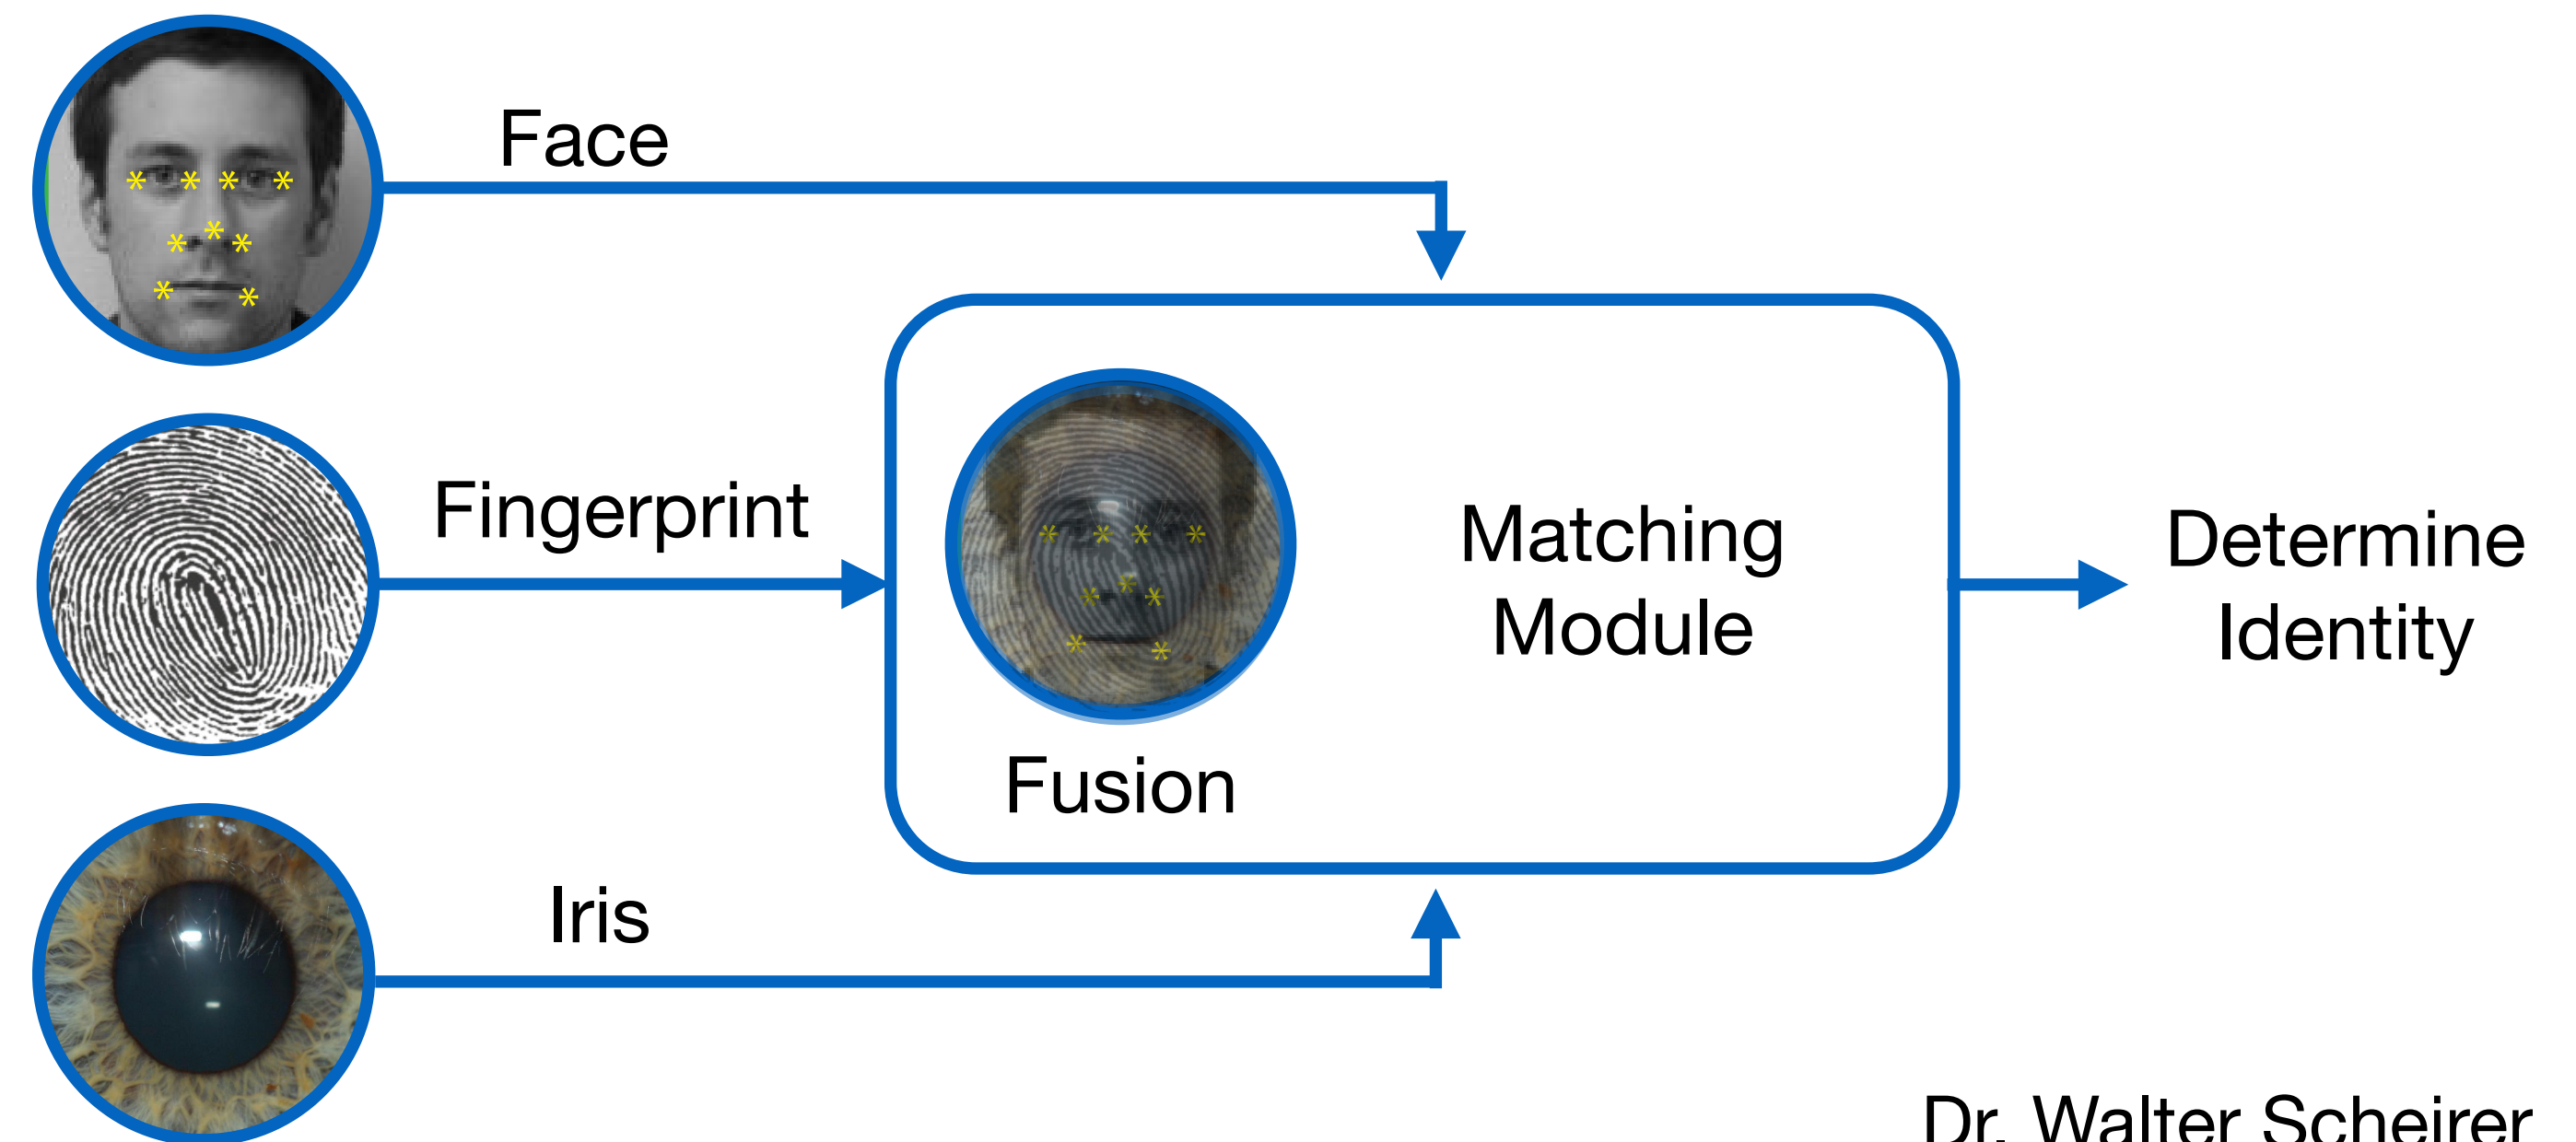 Face
Fingerprint
Iris
Fusion
Matching
Module
Determine
Identity
Dr. Walter Scheirer